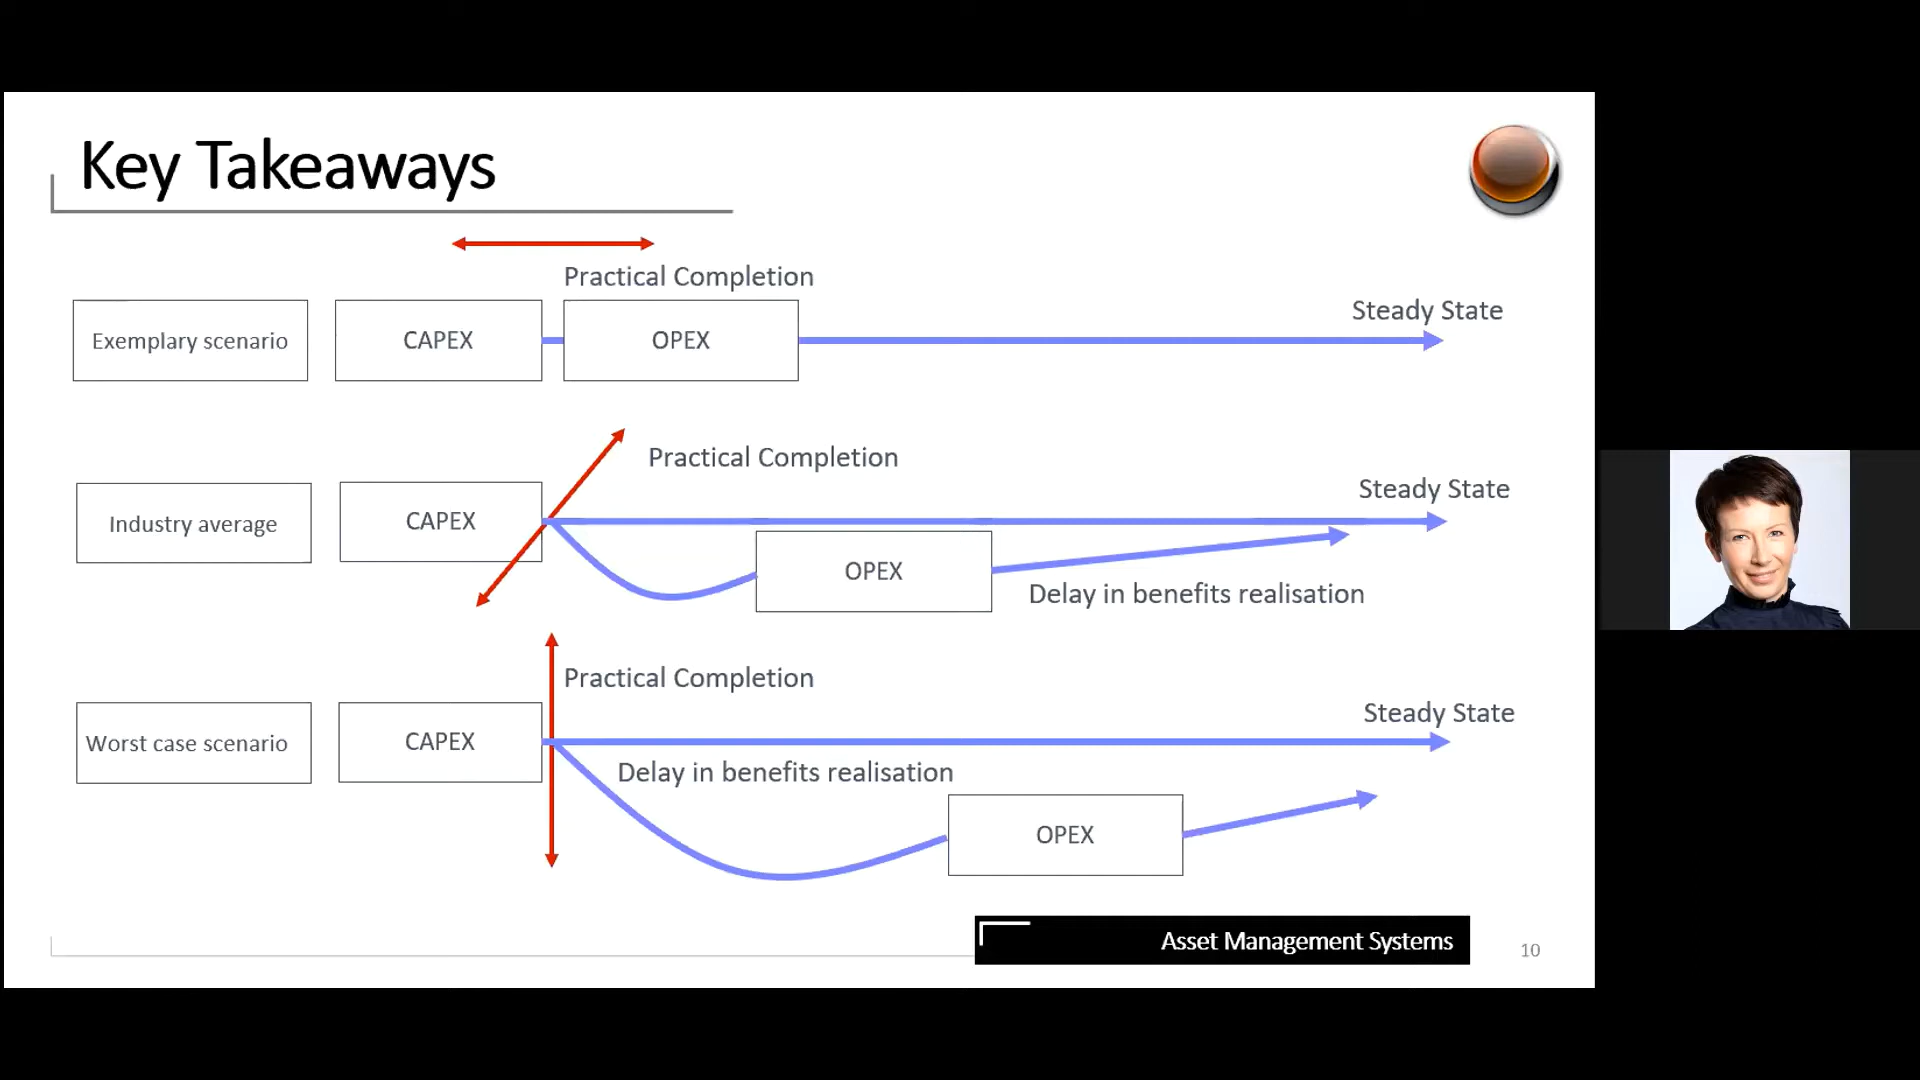 Key Takeaways
Practical Completion
Steady State
Exemplary scenario
CAPEX
OPEX
Practical Completion
Steady State
Industry average
CAPEX
OPEX
Delay in benefits realisation
Practical Completion
Steady State
Worst case scenario
CAPEX
Delay in benefits realisation
OPEX
Asset Management Systems
10